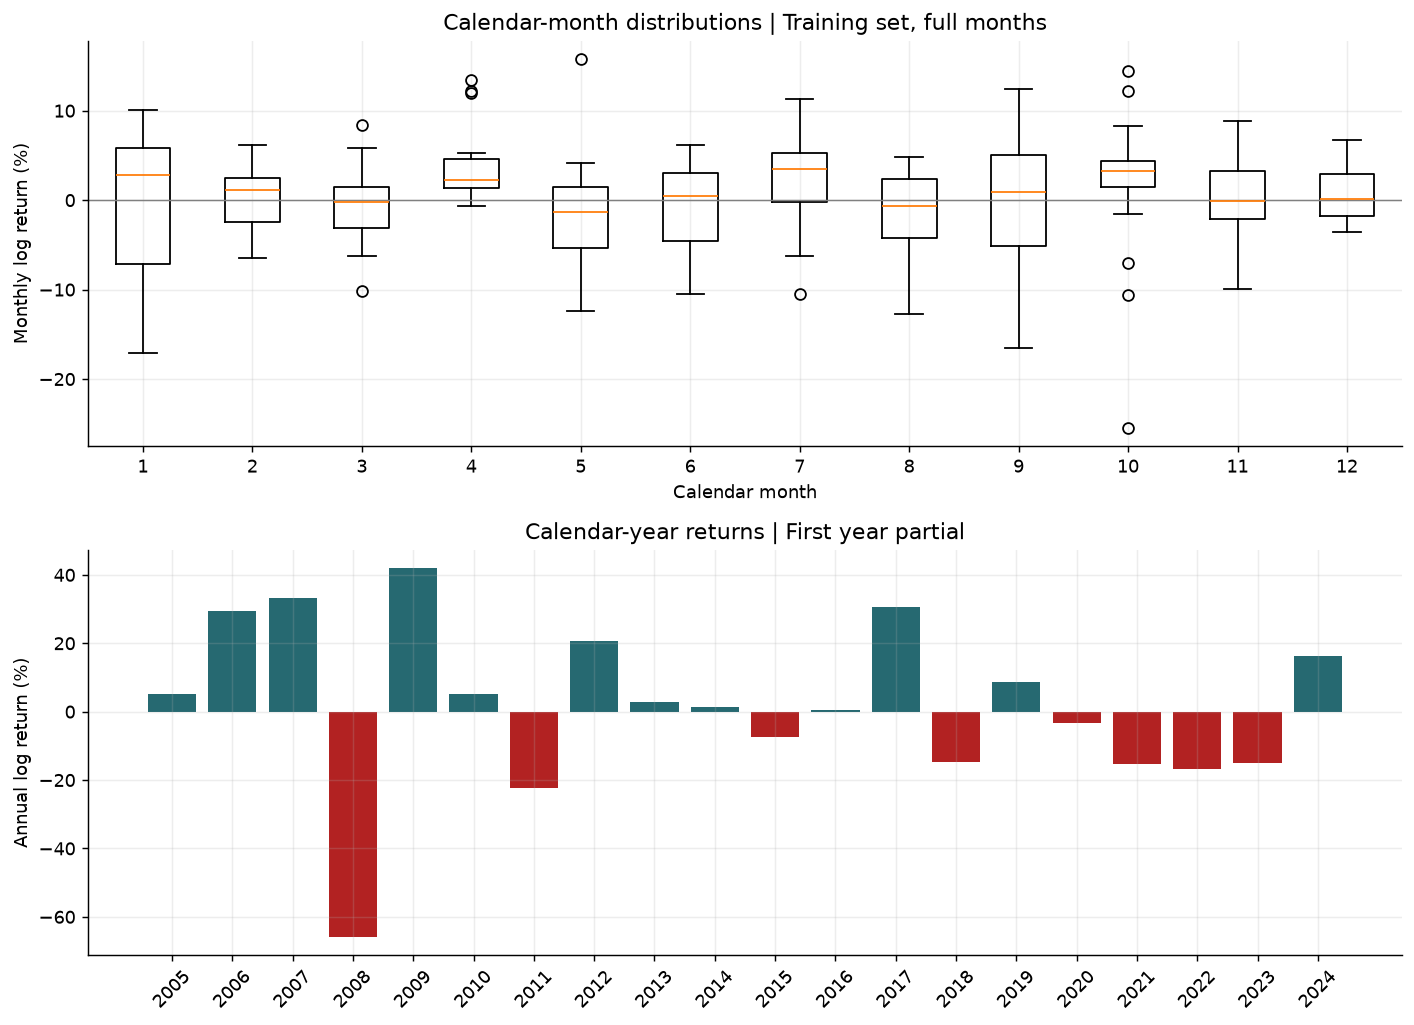 Calendar-month distributions | Training set, full months
Monthly log return (%)
10
0
−10
−20
1 2 3 4 5 6 7 8 9 10 11 12
Calendar month
Calendar-year returns | First year partial
Annual log return (%)
40
20
0
−20
−40
−60
2005 2006 2007 2008 2009 2010 2011 2012 2013 2014 2015 2016 2017 2018 2019 2020 2021 2022 2023 2024